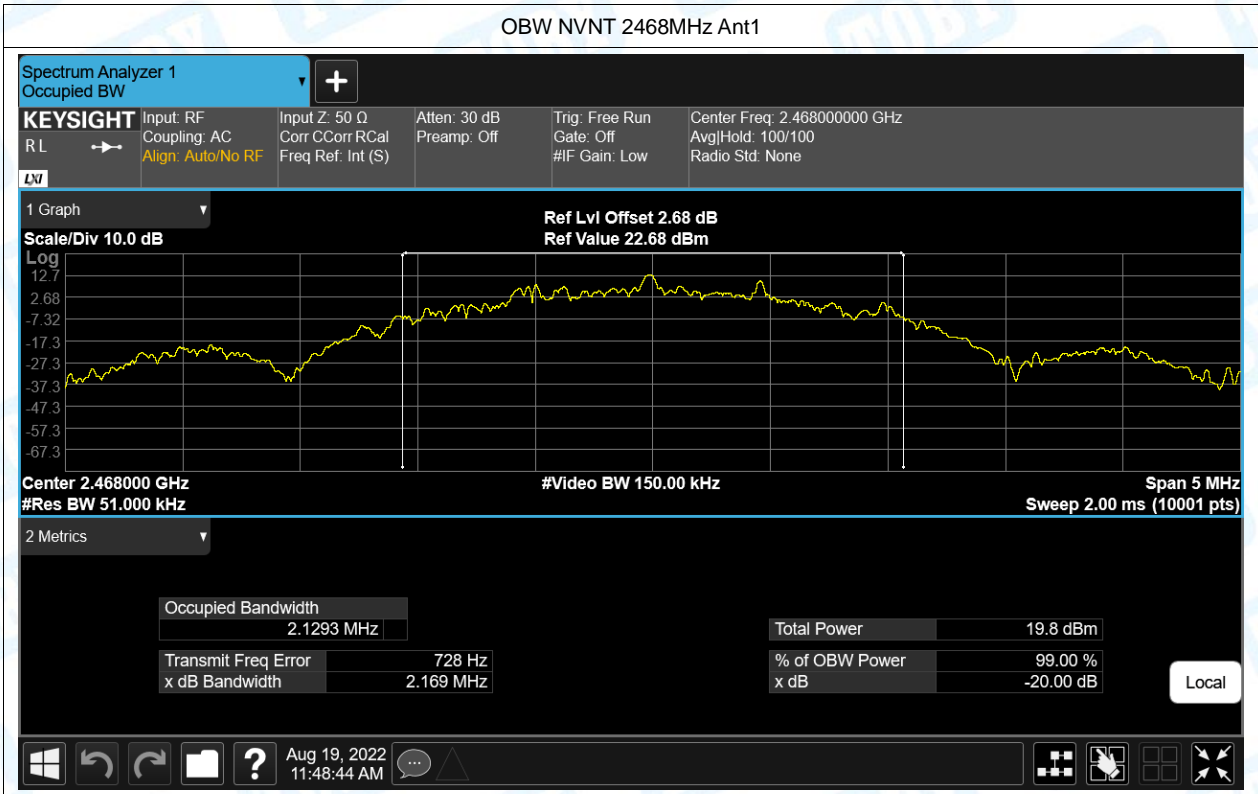 OBW NVNT 2468MHz Ant1
Spectrum Analyzer 1
Occupied BW
KEYSIGHT
RL
LXI
Input: RF
Coupling: AC
Align: Auto/No RF
Input Z: 50 Ω
Corr CCorr RCal
Freq Ref: Int (S)
Atten: 30 dB
Preamp: Off
Trig: Free Run
Gate: Off
#IF Gain: Low
Center Freq: 2.468000000 GHz
Avg|Hold: 100/100
Radio Std: None
1 Graph
Ref Lvl Offset 2.68 dB
Scale/Div 10.0 dB
Ref Value 22.68 dBm
Log
12.7
2.68
-7.32
-17.3
-27.3
-37.3
-47.3
-57.3
-67.3
Center 2.468000 GHz
#Video BW 150.00 kHz
Span 5 MHz
#Res BW 51.000 kHz
Sweep 2.00 ms (10001 pts)
2 Metrics
Occupied Bandwidth
2.1293 MHz
Total Power 19.8 dBm
Transmit Freq Error 728 Hz
% of OBW Power 99.00 %
x dB Bandwidth 2.169 MHz
x dB -20.00 dB
Local
?
Aug 19, 2022
11:48:44 AM